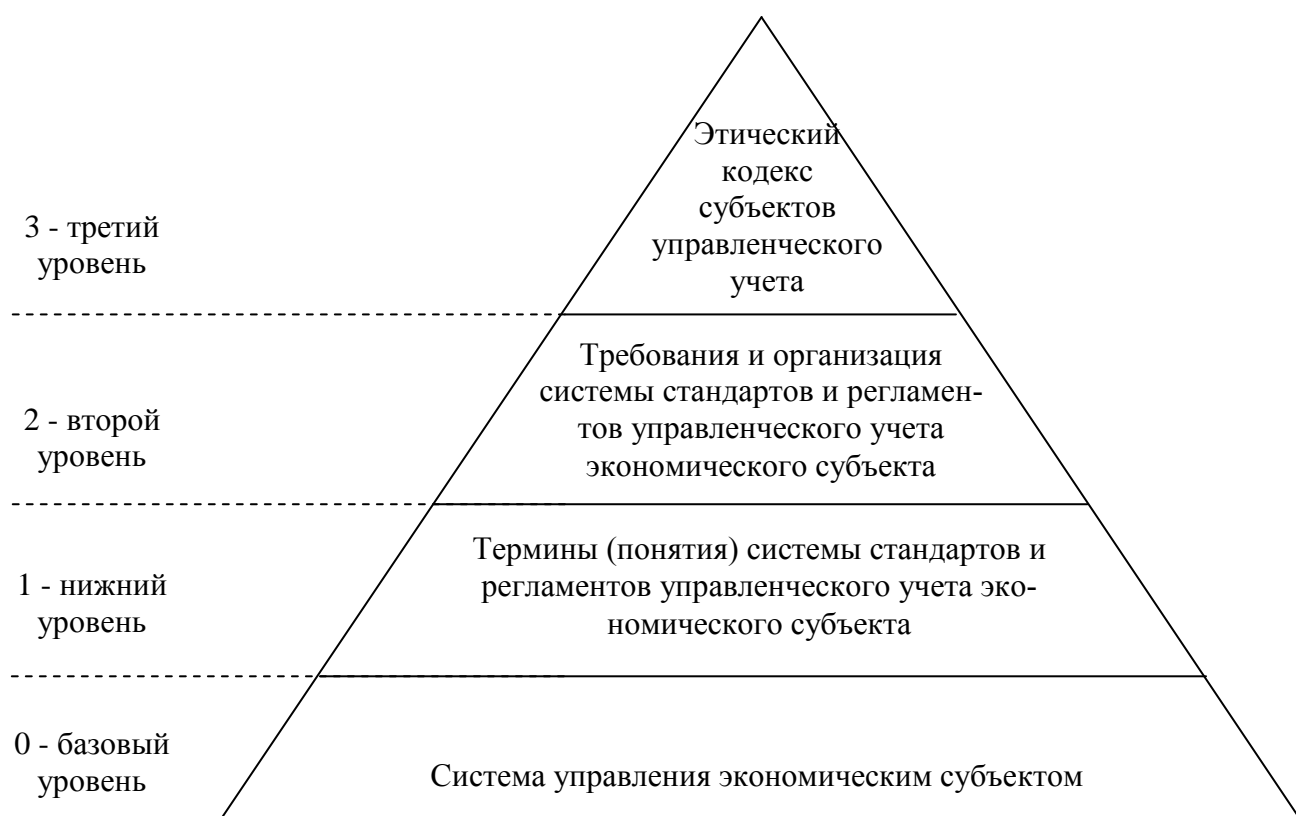 Этический
кодекс
субъектов
управленческого
учета
3 - третий
уровень
Требования и организация
системы стандартов и регламен-
тов управленческого учета
экономического субъекта
2 - второй
уровень
Термины (понятия) системы стандартов и
регламентов управленческого учета эко-
номического субъекта
1 - нижний
уровень
0 - базовый
уровень
Система управления экономическим субъектом